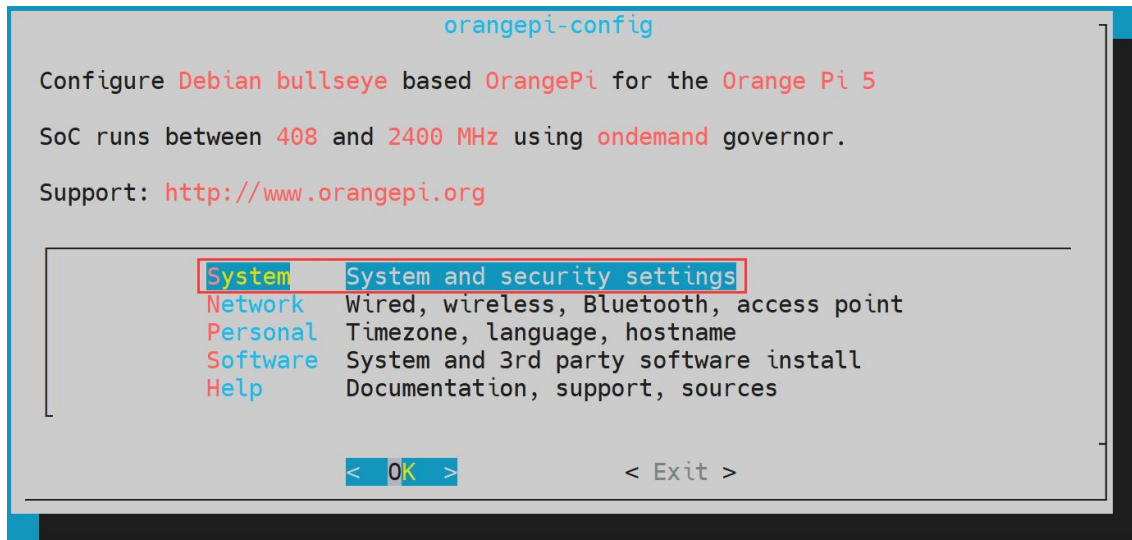 orangepi-config
Configure Debian bullseye based OrangePi for the Orange Pi 5
SoC runs between 408 and 2400 MHz using ondemand governor.
Support: http://www.orangepi.org
System System and security settings
Network Wired, wireless, Bluetooth, access point
Personal Timezone, language, hostname
Software System and 3rd party software install
Help Documentation, support, sources
< OK > < Exit >